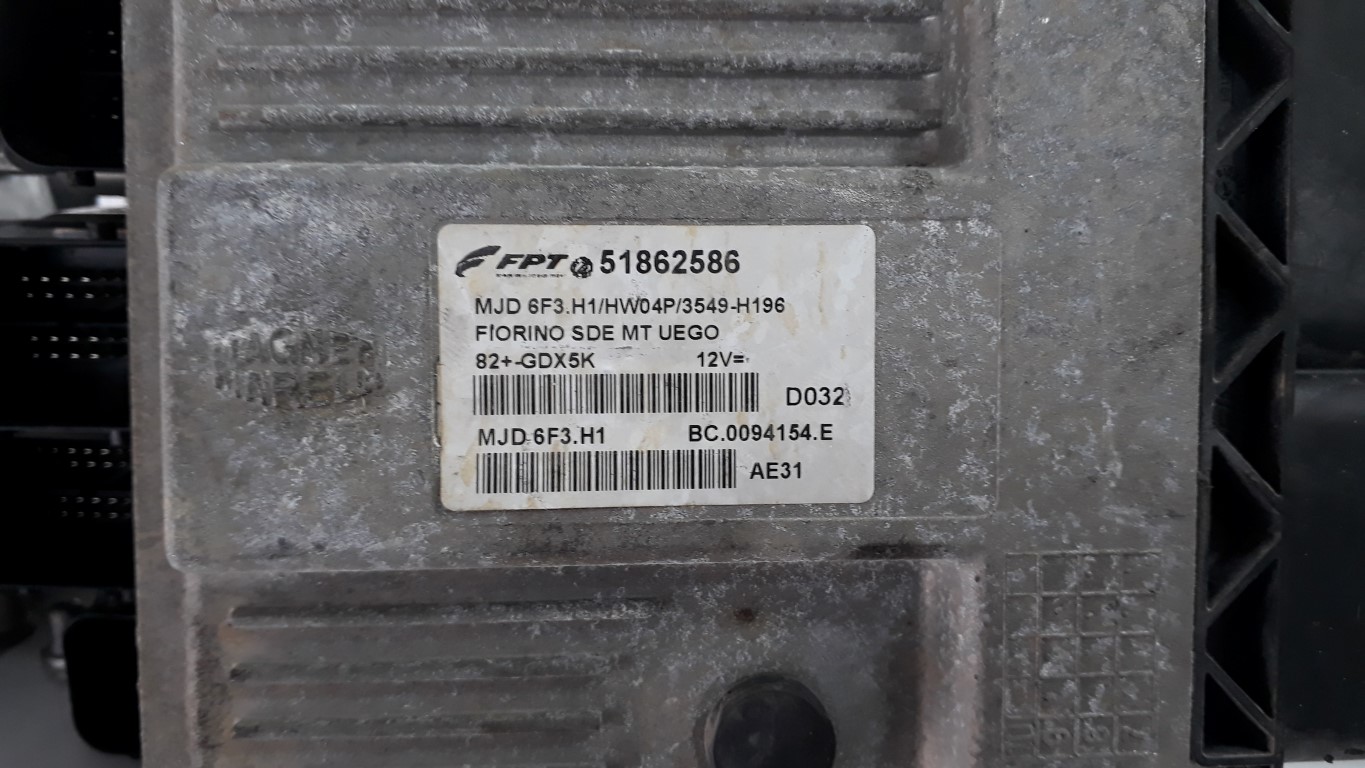 FPT 51862586
MJD 6F3.H1/HW04P/3549-H196
FIORINO SDE MT UEGO
82+-GDX5K 12V=
D032
MJD 6F3.H1 BC.0094154.E
AE31
MAGNETI
MARELLI